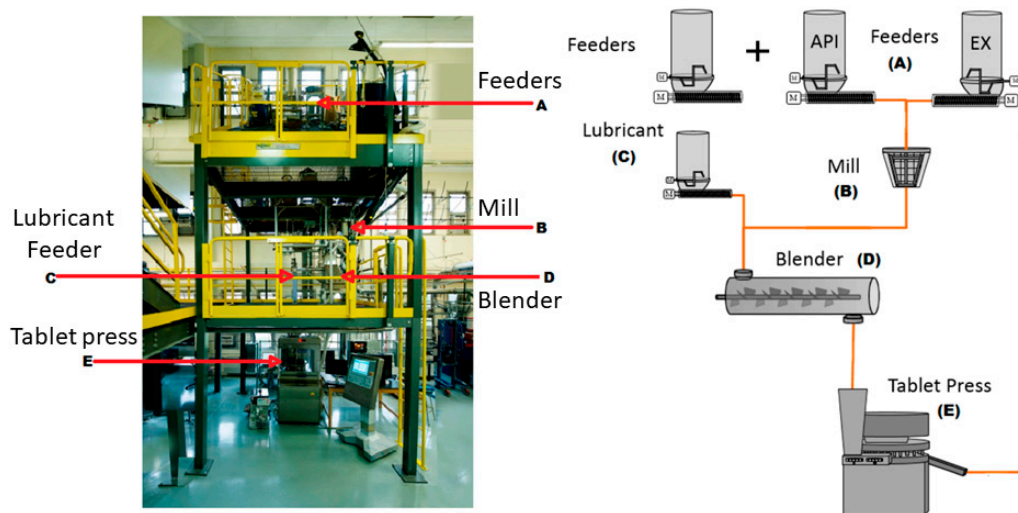 Feeders
A
Mill
B
Lubricant
Feeder
C
D
Blender
Tablet press
E
Feeders
+
API
Feeders
(A)
EX
M
M
M
M
Lubricant
(C)
M
M
Mill
(B)
Blender (D)
Tablet Press
(E)